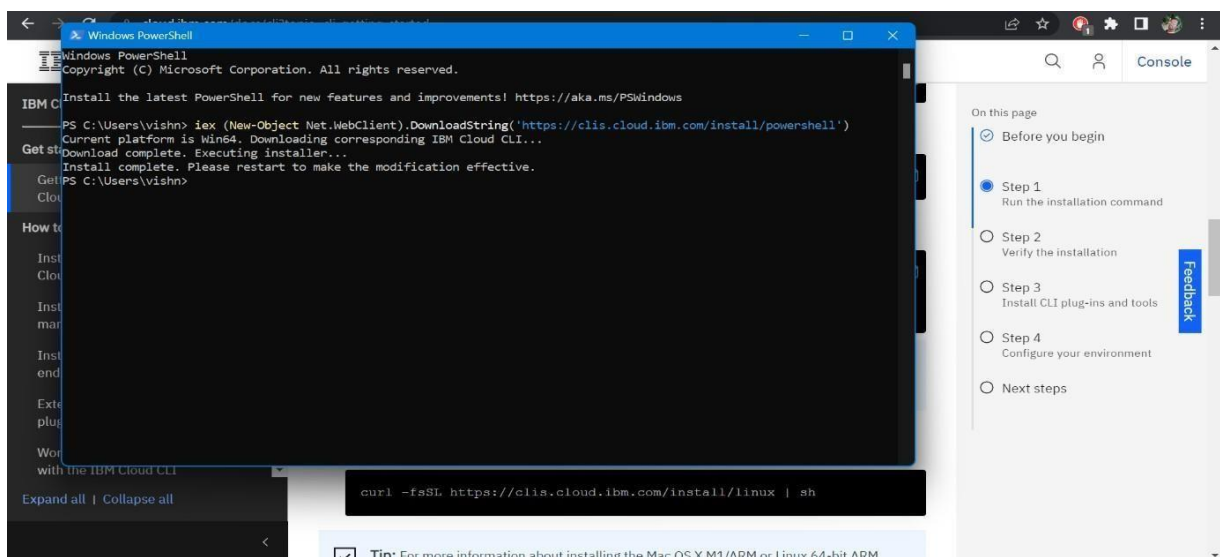 Windows PowerShell
Windows PowerShell
Copyright (C) Microsoft Corporation. All rights reserved.
Install the latest PowerShell for new features and improvements! https://aka.ms/PSWindows
PS C:\Users\vishn> iex (New-Object Net.WebClient).DownloadString('https://clis.cloud.ibm.com/install/powershell')
Current platform is Win64. Downloading corresponding IBM Cloud CLI...
Download complete. Executing installer...
Install complete. Please restart to make the modification effective.
PS C:\Users\vishn>
IBM
Get
How to
Inst
Inst
Inst
end
with the IBM Cloud CLI
Expand all | Collapse all
curl -fsSL https://clis.cloud.ibm.com/install/linux | sh
Tip: For more information about installing the Mac OS X M1/ARM or Linux 64-bit ARM
Console
On this page
Before you begin
Step 1
Run the installation command
Step 2
Verify the installation
Step 3
Install CLI plug-ins and tools
Step 4
Configure your environment
Next steps
Feedback